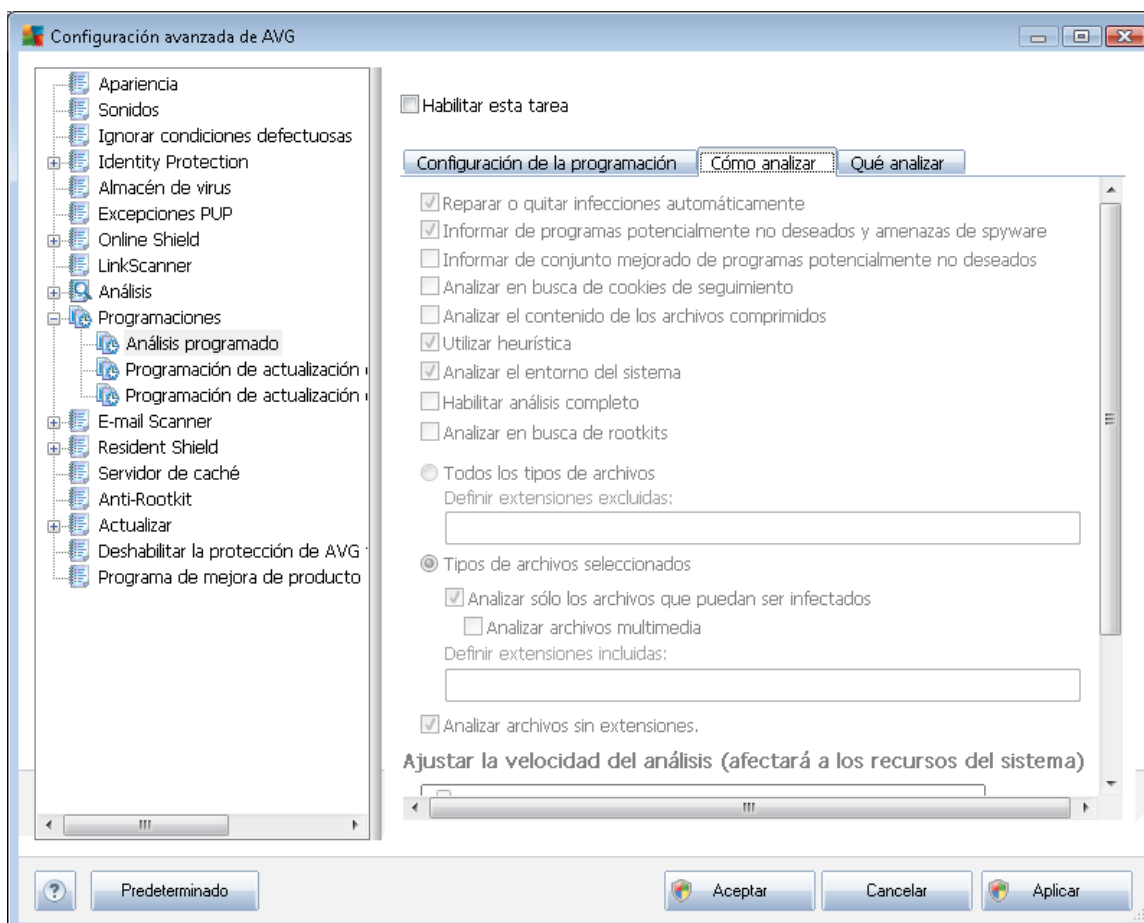 Configuración avanzada de AVG
Apariencia
Sonidos
Ignorar condiciones defectuosas
Identity Protection
Almacén de virus
Excepciones PUP
Online Shield
LinkScanner
Análisis
Programaciones
Análisis programado
Programación de actualización
Programación de actualización
E-mail Scanner
Resident Shield
Servidor de caché
Anti-Rootkit
Actualizar
Deshabilitar la protección de AVG
Programa de mejora de producto
Habilitar esta tarea
Configuración de la programación Cómo analizar Qué analizar
Reparar o quitar infecciones automáticamente
Informar de programas potencialmente no deseados y amenazas de spyware
Informar de conjunto mejorado de programas potencialmente no deseados
Analizar en busca de cookies de seguimiento
Analizar el contenido de los archivos comprimidos
Utilizar heurística
Analizar el entorno del sistema
Habilitar análisis completo
Analizar en busca de rootkits
Todos los tipos de archivos
Definir extensiones excluidas:
Tipos de archivos seleccionados
Analizar sólo los archivos que puedan ser infectados
Analizar archivos multimedia
Definir extensiones incluidas:
Analizar archivos sin extensiones.
Ajustar la velocidad del análisis (afectará a los recursos del sistema)
? Predeterminado Aceptar Cancelar Aplicar